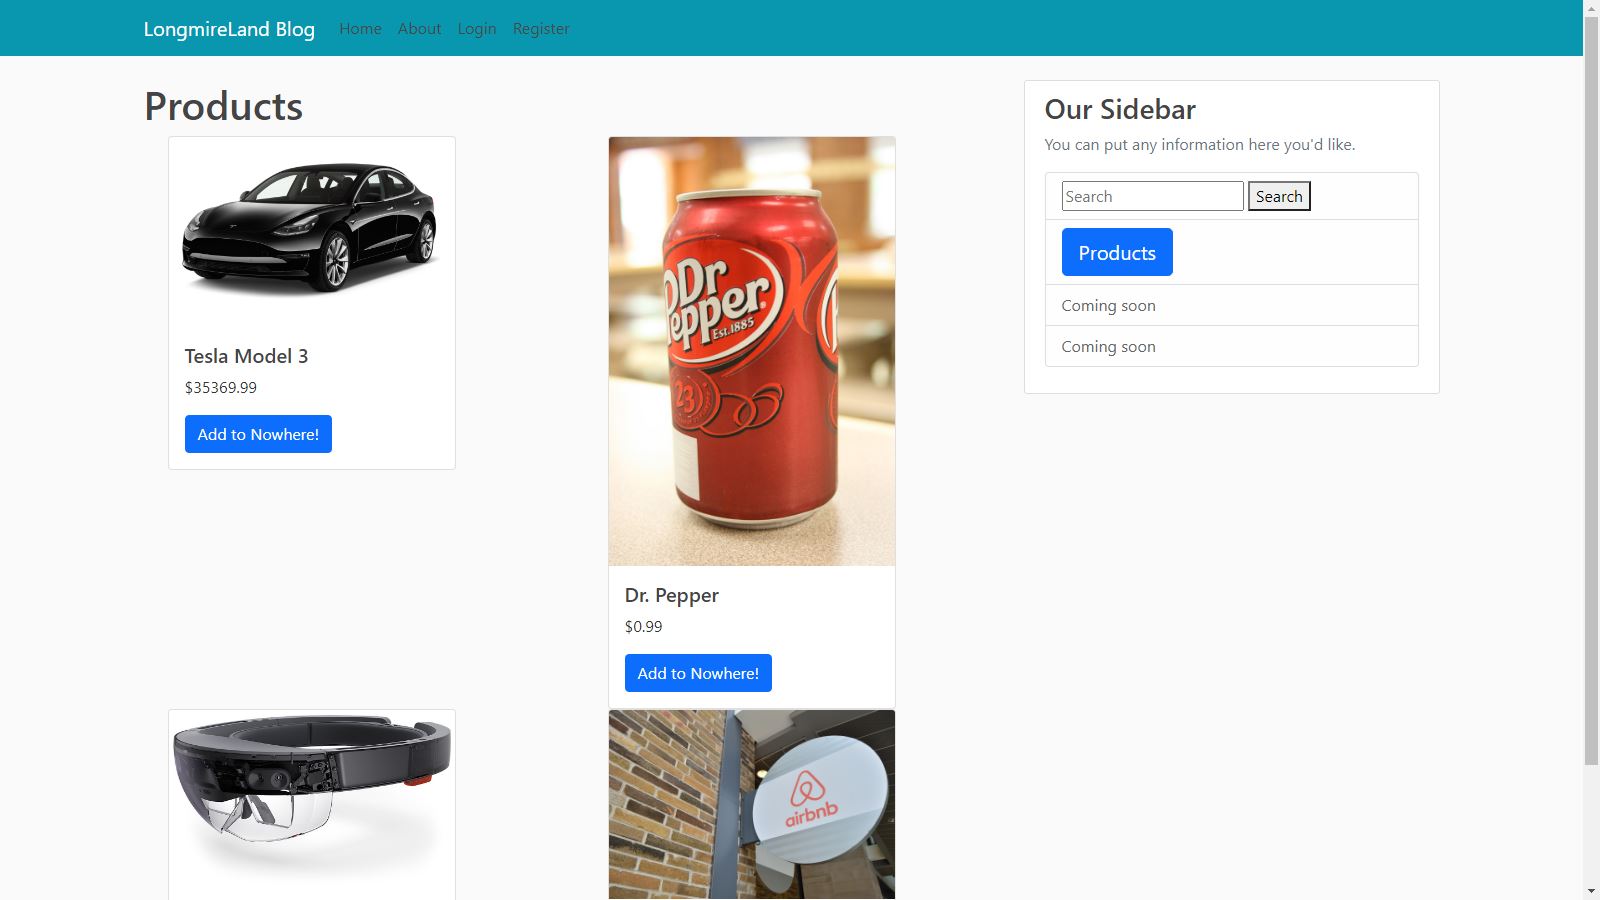 LongmireLand Blog Home About Login Register
Products
Tesla Model 3
$35369.99
Add to Nowhere!
Dr
Pepper
Est.1885
23
Dr. Pepper
$0.99
Add to Nowhere!
airbnb
Our Sidebar
You can put any information here you'd like.
Search Search
Products
Coming soon
Coming soon